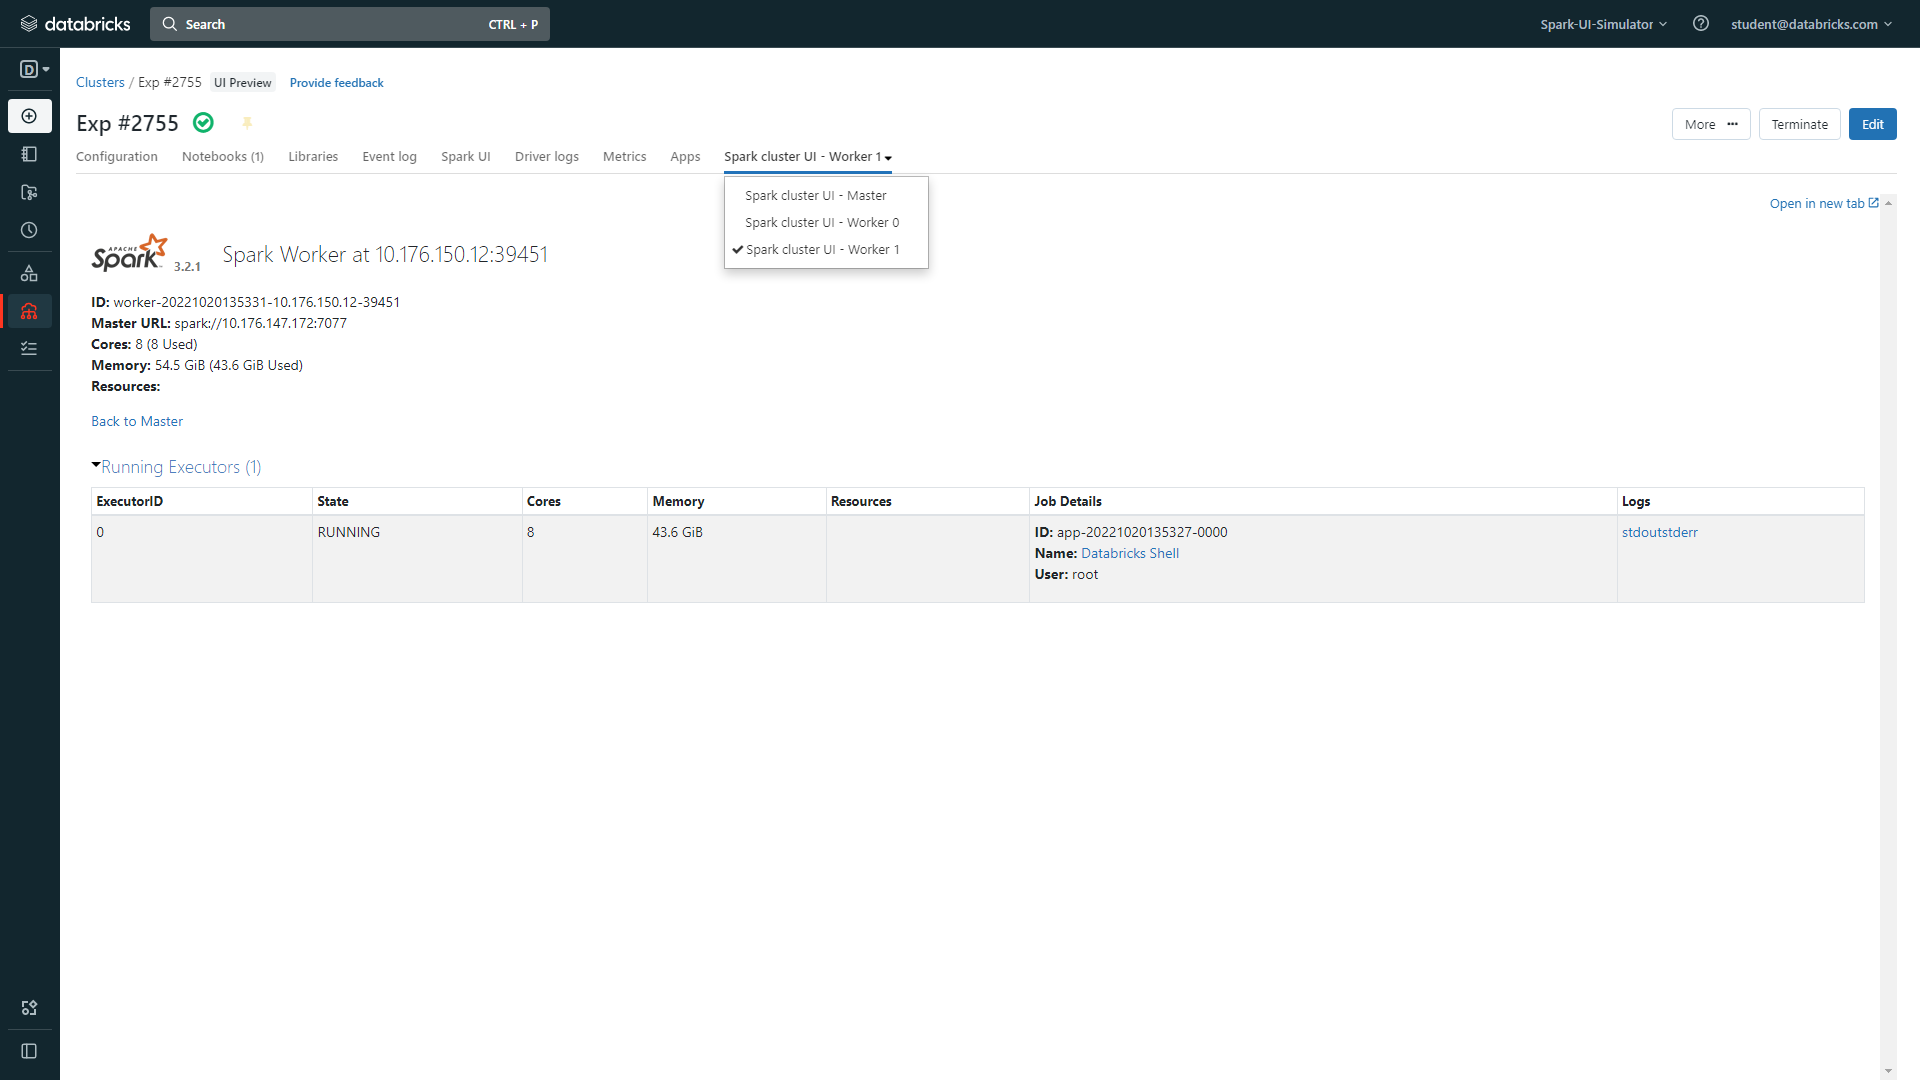 databricks
Search CTRL + P
Spark-UI-Simulator
student@databricks.com
D
Clusters / Exp #2755 UI Preview Provide feedback
Exp #2755
More ··· Terminate Edit
Configuration Notebooks (1) Libraries Event log Spark UI Driver logs Metrics Apps Spark cluster UI - Worker 1
Spark cluster UI - Master
Spark cluster UI - Worker 0
Spark cluster UI - Worker 1
Open in new tab
APACHE Spark 3.2.1 Spark Worker at 10.176.150.12:39451
ID: worker-20221020135331-10.176.150.12-39451
Master URL: spark://10.176.147.172:7077
Cores: 8 (8 Used)
Memory: 54.5 GiB (43.6 GiB Used)
Resources:
Back to Master
Running Executors (1)
ExecutorID State Cores Memory Resources Job Details Logs
0 RUNNING 8 43.6 GiB ID: app-20221020135327-0000 stdoutstderr
Name: Databricks Shell
User: root